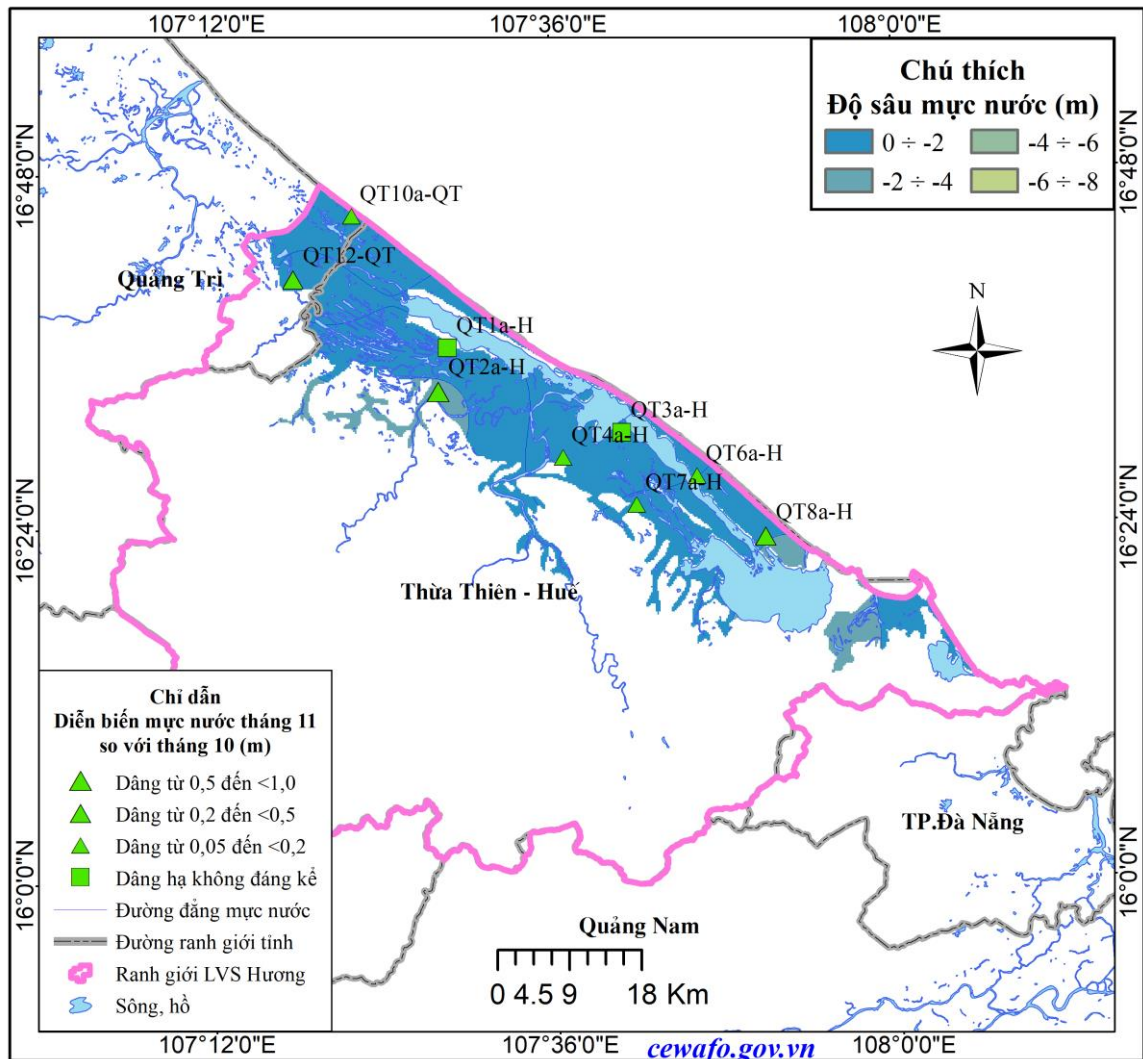 107°12'0"E
107°36'0"E
108°0'0"E
Chú thích
Độ sâu mực nước (m)
0 ÷ -2
-4 ÷ -6
-2 ÷ -4
-6 ÷ -8
16°48'0"N
16°48'0"N
QT10a-QT
QT12-QT
Quảng Trị
N
QT1a-H
QT2a-H
QT3a-H
QT4a-H
QT6a-H
QT7a-H
QT8a-H
16°24'0"N
16°24'0"N
Thừa Thiên - Huế
Chỉ dẫn
Diễn biến mực nước tháng 11
so với tháng 10 (m)
Dâng từ 0,5 đến <1,0
Dâng từ 0,2 đến <0,5
Dâng từ 0,05 đến <0,2
Dâng hạ không đáng kể
Đường đẳng mực nước
Đường ranh giới tỉnh
Ranh giới LVS Hương
Sông, hồ
TP.Đà Nẵng
16°0'0"N
16°0'0"N
Quảng Nam
0 4.5 9 18 Km
107°12'0"E
107°36'0"E
108°0'0"E
cewafo.gov.vn